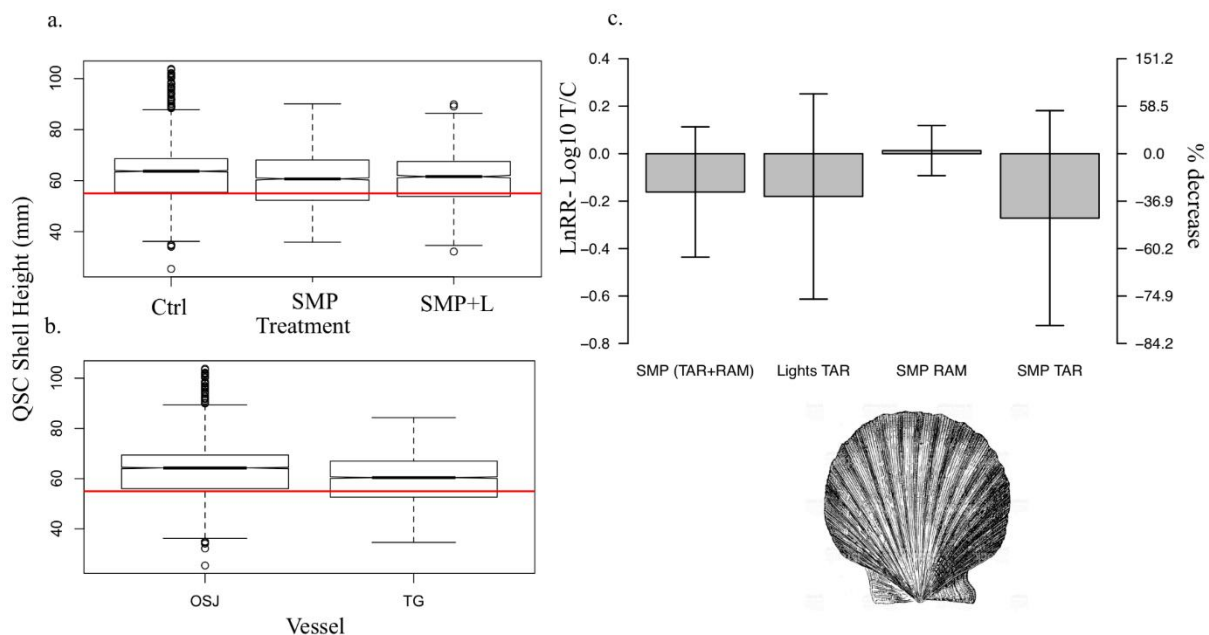 a.
QSC Shell Height (mm)
100
80
60
40
Ctrl
SMP
SMP+L
Treatment
b.
100
80
60
40
OSJ
TG
Vessel
c.
LnRR- Log10 T/C
0.4
0.2
0.0
−0.2
−0.4
−0.6
−0.8
151.2
58.5
0.0
−36.9
−60.2
−74.9
−84.2
% decrease
SMP (TAR+RAM)
Lights TAR
SMP RAM
SMP TAR